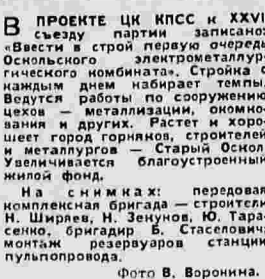 В ПРОЕКТЕ ЦК КПСС к XXVI
съезду партии записано:
«Ввести в строй первую очередь
Оскольского электрометаллур-
гического комбината». Стройка с
каждым днем набирает темпы.
Ведутся работы по сооружению
цехов — металлизации, окомко-
вания и других. Растет и хоро-
шеет город горняков, строителей
и металлургов — Старый Оскол.
Увеличивается благоустроенный
жилой фонд.
На снимках: передовая
комплексная бригада — строители
Н. Ширяев, Н. Зенунов, Ю. Тара-
сенко, бригадир Б. Стаселович;
монтаж резервуаров станции
пульпопровода.
Фото В. Воронина.